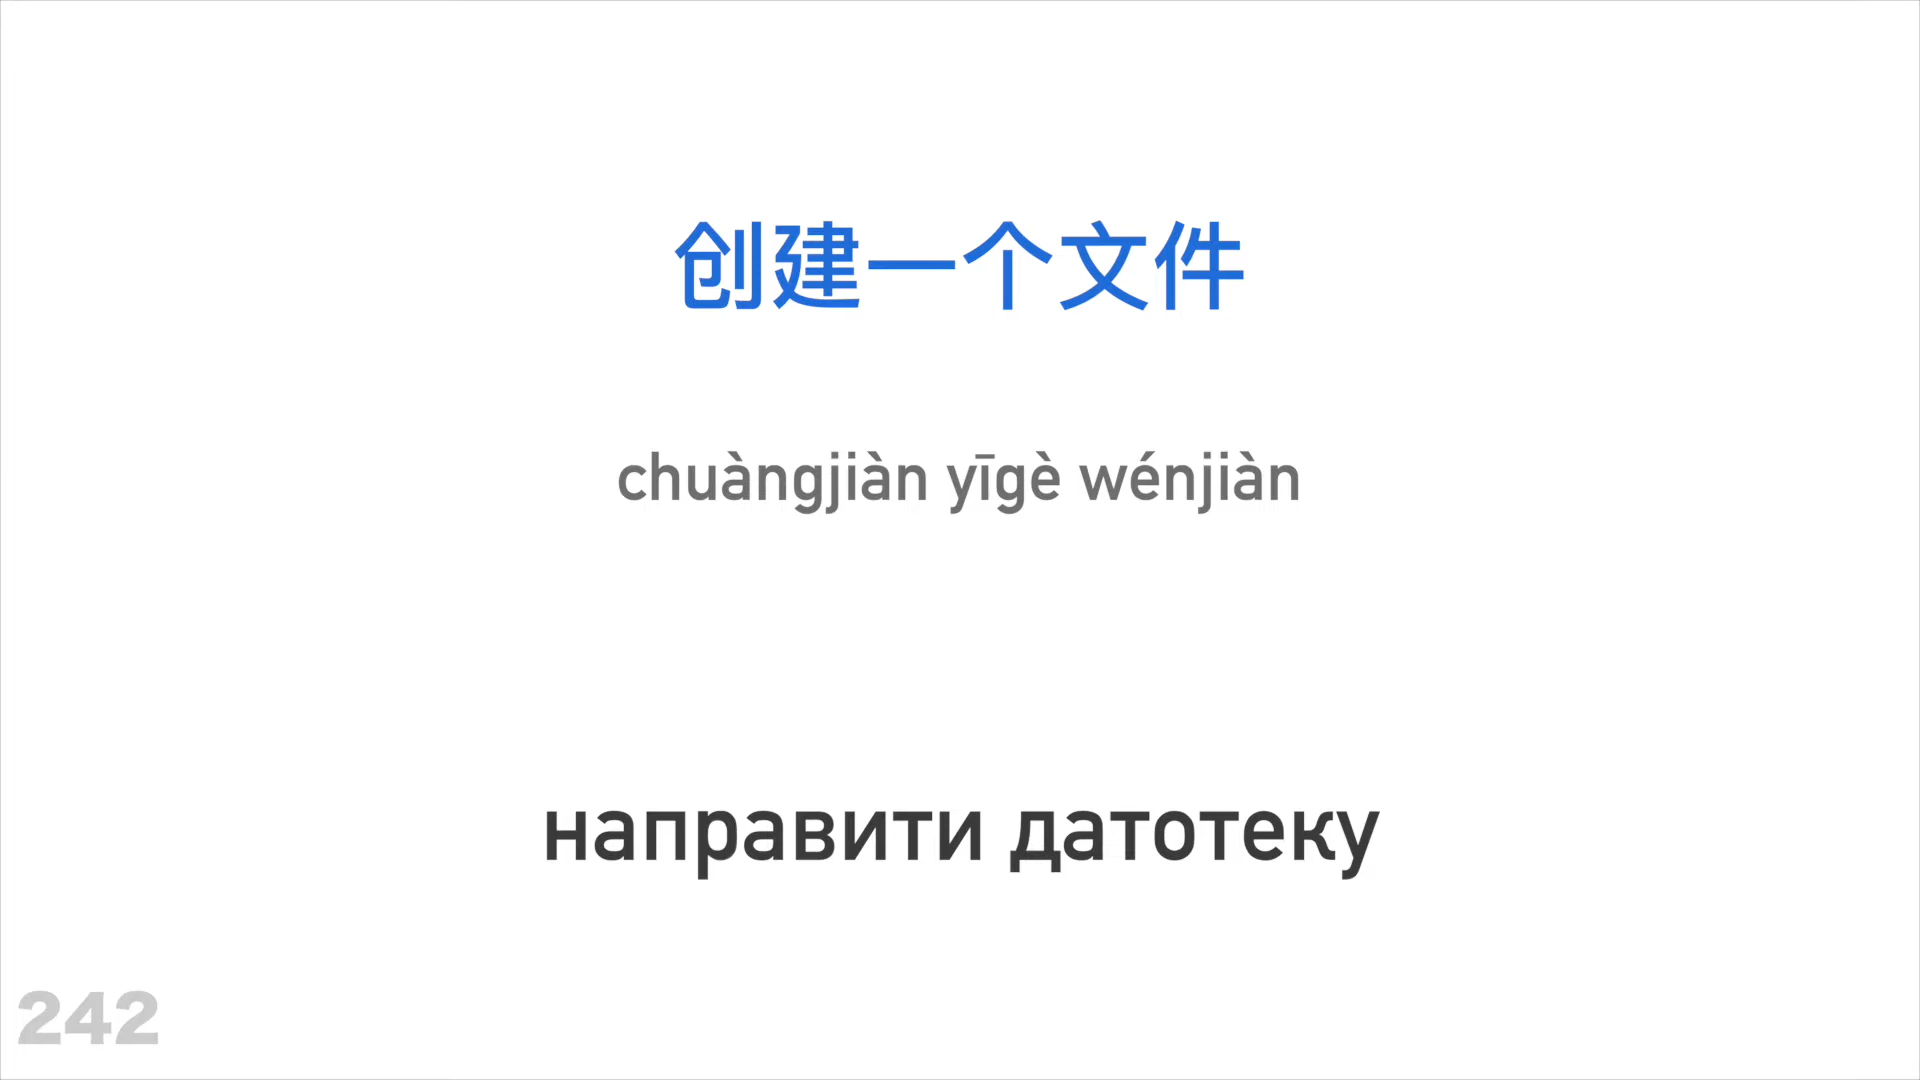 创建一个文件
chuàngjiàn yīgè wénjiàn
направити датотеку
242